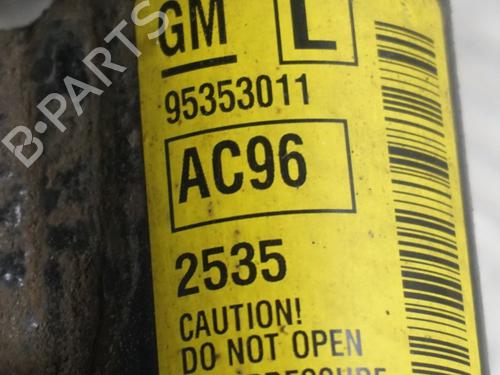 GM L
95353011
AC96
2535
CAUTION!
DO NOT OPEN
B-PARTS